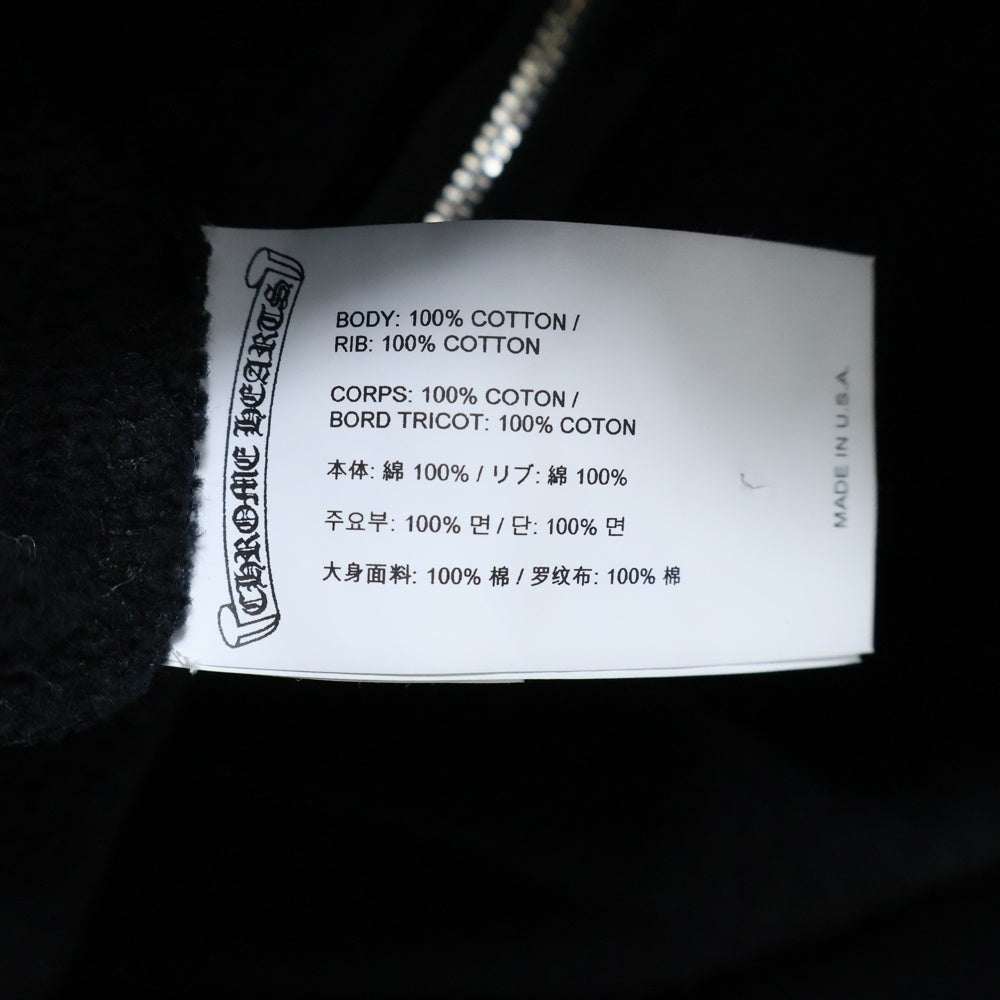 CHROME HEARTS
BODY: 100% COTTON /
RIB: 100% COTTON
CORPS: 100% COTON /
BORD TRICOT: 100% COTON
本体: 綿 100% / リブ: 綿 100%
주요부: 100% 면 / 단: 100% 면
大身面料: 100% 棉 / 罗纹布: 100% 棉
MADE IN U.S.A.